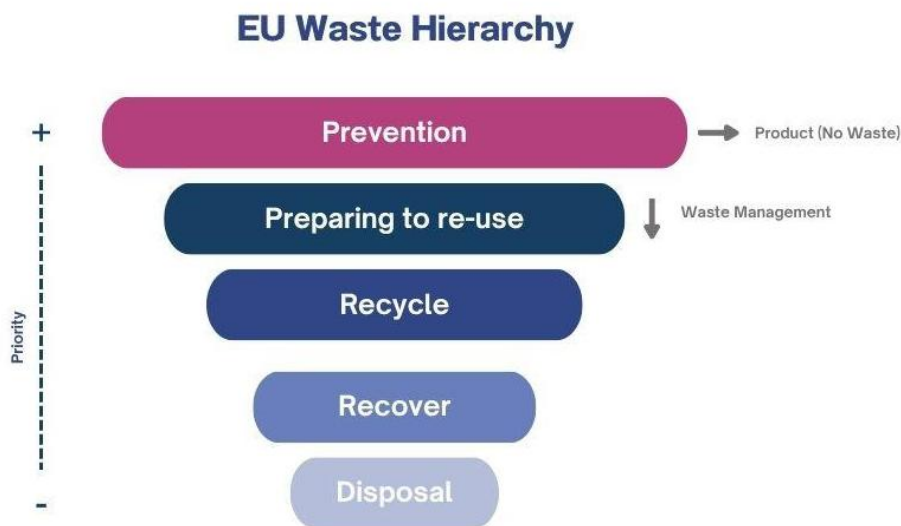 EU Waste Hierarchy
+
Prevention
Product (No Waste)
Preparing to re-use
Waste Management
Recycle
Priority
Recover
Disposal
-